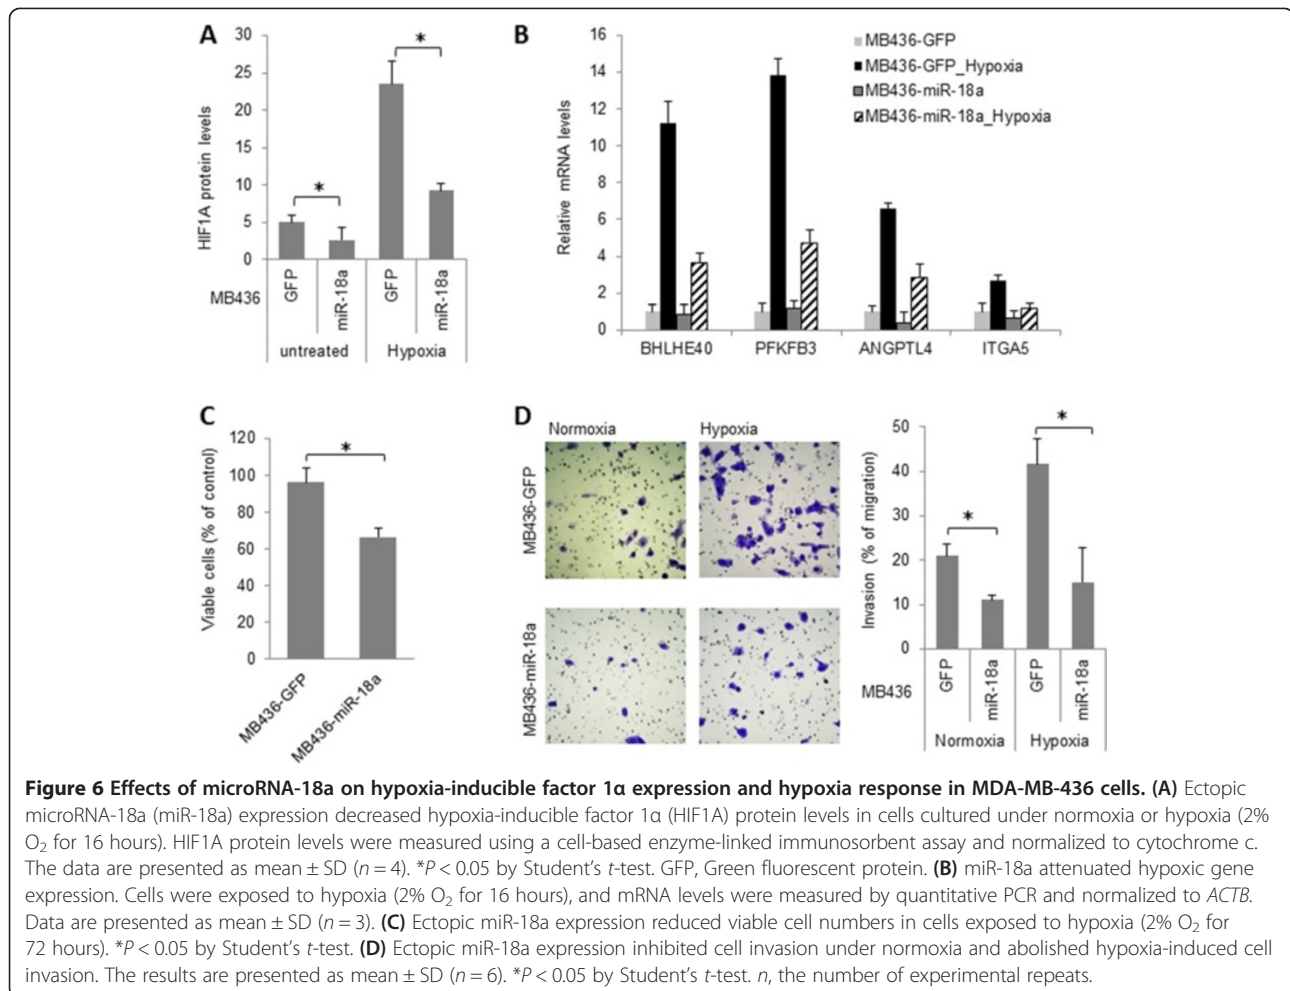 A
30
25
20
15
10
5
0
HIF1A protein levels
*
*
MB436
GFP
miR-18a
GFP
miR-18a
untreated
Hypoxia
B
16
14
12
10
8
6
4
2
0
Relative mRNA levels
MB436-GFP
MB436-GFP_Hypoxia
MB436-miR-18a
MB436-miR-18a_Hypoxia
BHLHE40
PFKFB3
ANGPTL4
ITGA5
C
120
100
80
60
40
20
0
Viable cells (% of control)
*
MB436-GFP
MB436-miR-18a
D
Normoxia
Hypoxia
MB436-GFP
MB436-miR-18a
50
40
30
20
10
0
Invasion (% of migration)
*
*
MB436
GFP
miR-18a
GFP
miR-18a
Normoxia
Hypoxia
Figure 6 Effects of microRNA-18a on hypoxia-inducible factor 1α expression and hypoxia response in MDA-MB-436 cells. (A) Ectopic
microRNA-18a (miR-18a) expression decreased hypoxia-inducible factor 1α (HIF1A) protein levels in cells cultured under normoxia or hypoxia (2%
O₂ for 16 hours). HIF1A protein levels were measured using a cell-based enzyme-linked immunosorbent assay and normalized to cytochrome c.
The data are presented as mean ± SD (n = 4). *P < 0.05 by Student's t-test. GFP, Green fluorescent protein. (B) miR-18a attenuated hypoxic gene
expression. Cells were exposed to hypoxia (2% O₂ for 16 hours), and mRNA levels were measured by quantitative PCR and normalized to ACTB.
Data are presented as mean ± SD (n = 3). (C) Ectopic miR-18a expression reduced viable cell numbers in cells exposed to hypoxia (2% O₂ for
72 hours). *P < 0.05 by Student's t-test. (D) Ectopic miR-18a expression inhibited cell invasion under normoxia and abolished hypoxia-induced cell
invasion. The results are presented as mean ± SD (n = 6). *P < 0.05 by Student's t-test. n, the number of experimental repeats.